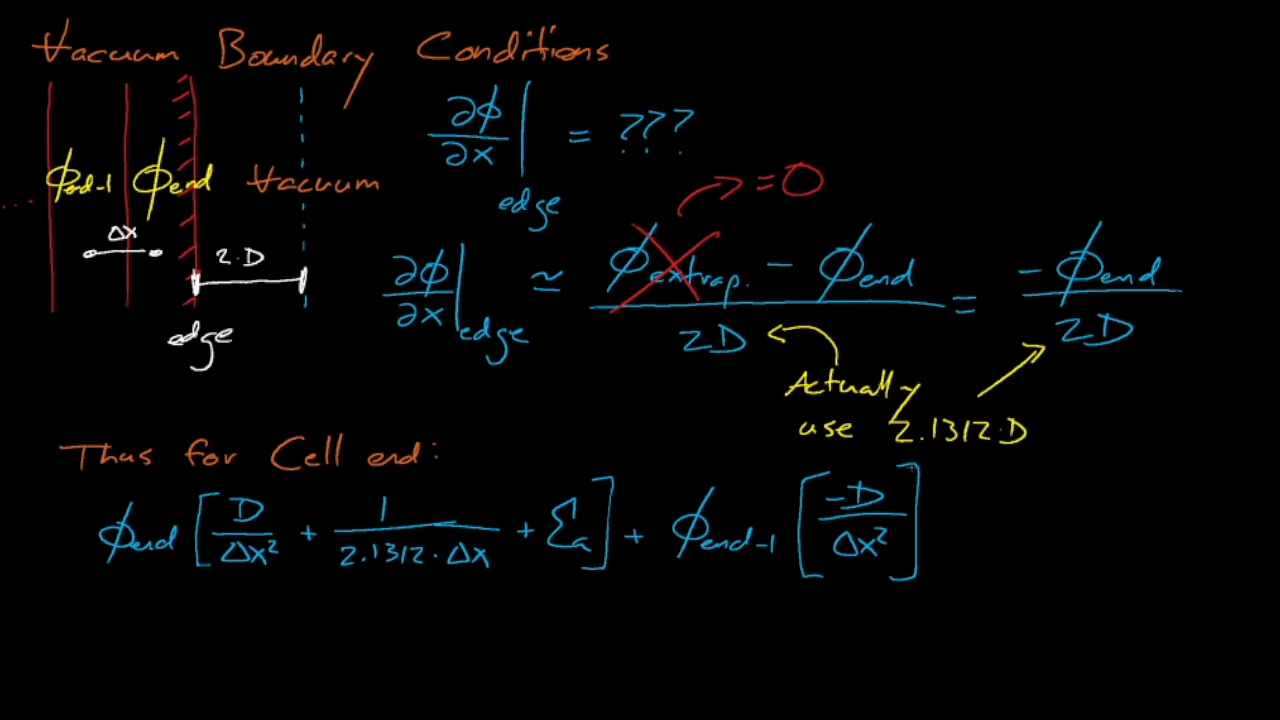 Vacuum Boundary Conditions
∂ϕ/∂x |edge = ???
ϕend-1 ϕend Vacuum
...
Δx
2·D
edge
=0
∂ϕ/∂x |edge ≃ (ϕextrap. - ϕend)/2D = -ϕend/2D
Actually
use 2.1312·D
Thus for Cell end:
ϕend [D/Δx² + 1/(2.1312·Δx) + Σa] + ϕend-1 [-D/Δx²]